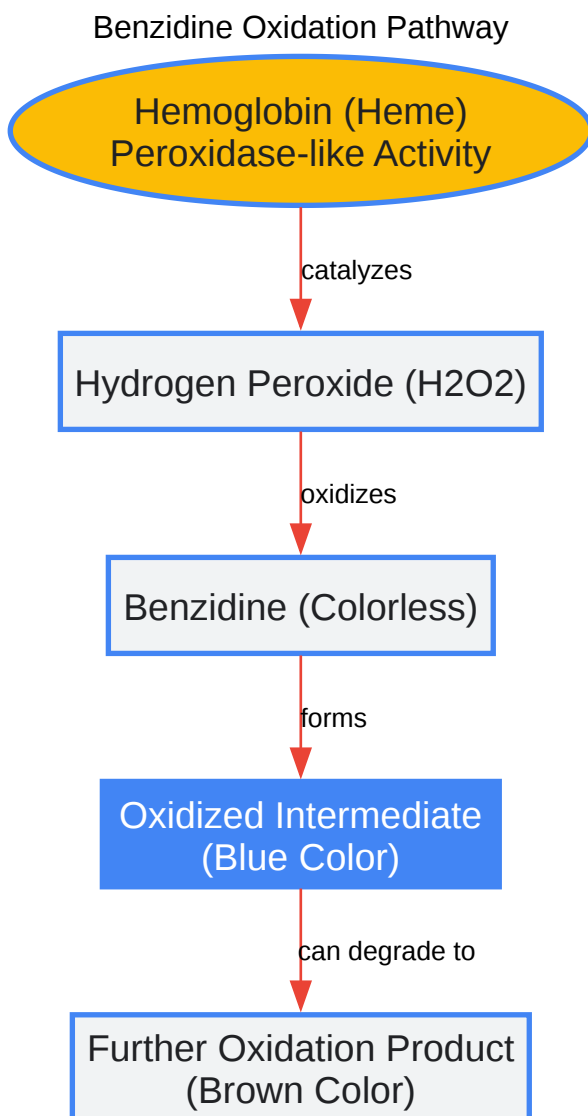 Benzidine Oxidation Pathway
Hemoglobin (Heme)
Peroxidase-like Activity
catalyzes
Hydrogen Peroxide (H2O2)
oxidizes
Benzidine (Colorless)
forms
Oxidized Intermediate
(Blue Color)
can degrade to
Further Oxidation Product
(Brown Color)